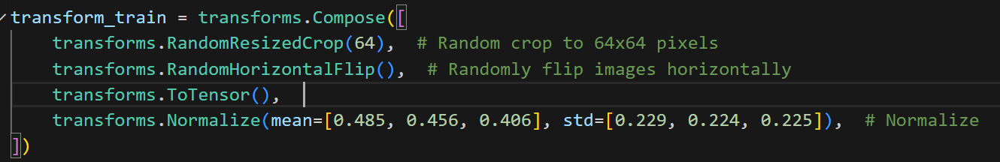 transform_train = transforms.Compose([
    transforms.RandomResizedCrop(64),  # Random crop to 64x64 pixels
    transforms.RandomHorizontalFlip(),  # Randomly flip images horizontally
    transforms.ToTensor(),
    transforms.Normalize(mean=[0.485, 0.456, 0.406], std=[0.229, 0.224, 0.225]),  # Normalize
])